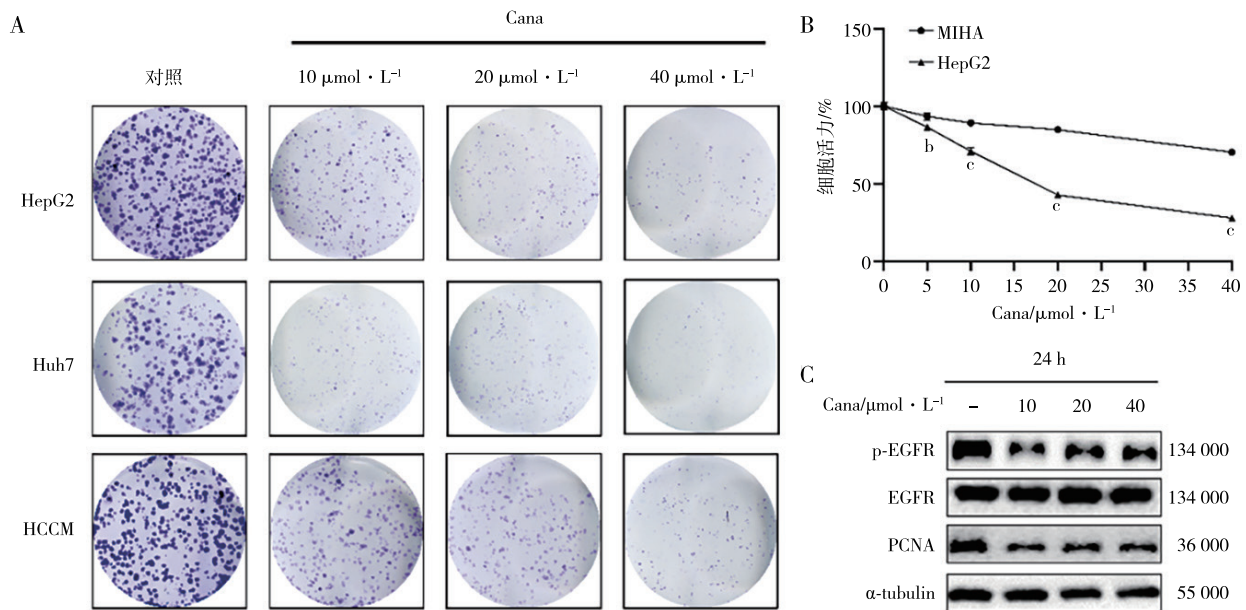 A
Cana
对照
10 μmol · L⁻¹
20 μmol · L⁻¹
40 μmol · L⁻¹
HepG2
Huh7
HCCM
B
MIHA
HepG2
150
100
50
0
细胞活力/%
b
c
c
c
0 5 10 15 20 25 30 35 40
Cana/μmol · L⁻¹
C
24 h
Cana/μmol · L⁻¹ – 10 20 40
p-EGFR 134 000
EGFR 134 000
PCNA 36 000
α-tubulin 55 000